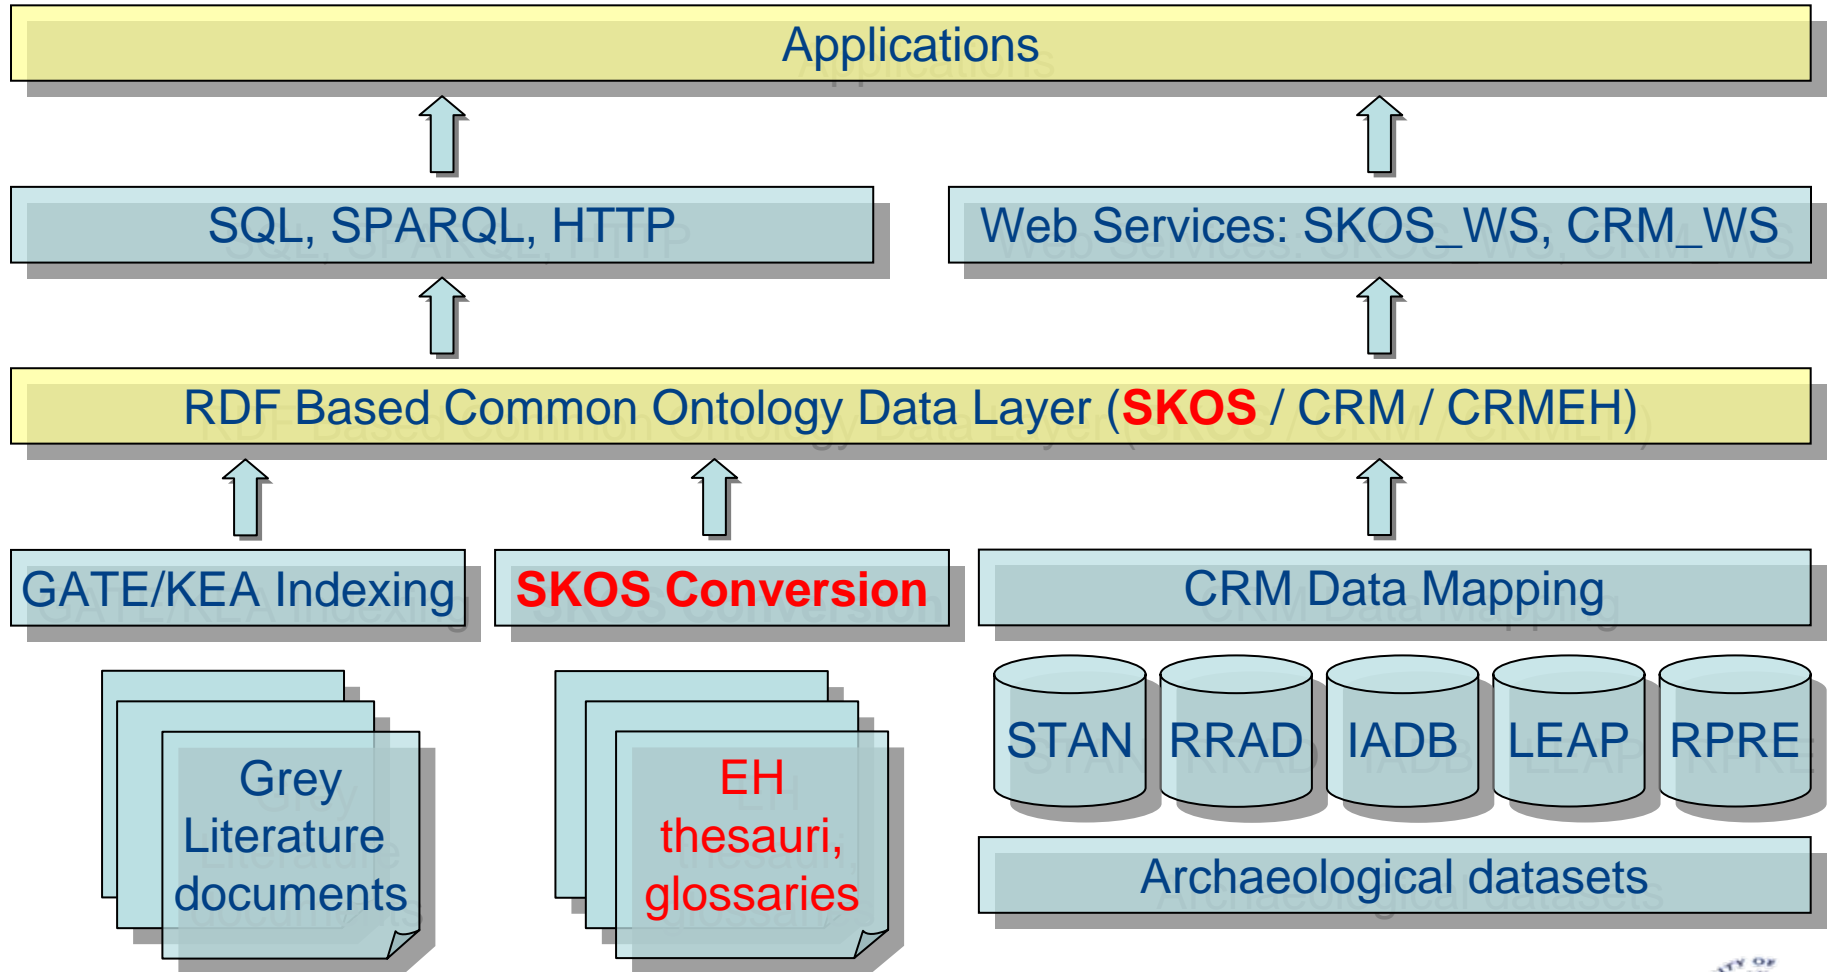 Applications
SQL, SPARQL, HTTP
Web Services: SKOS_WS, CRM_WS
RDF Based Common Ontology Data Layer (SKOS / CRM / CRMEH)
GATE/KEA Indexing
SKOS Conversion
CRM Data Mapping
Grey
Literature
documents
EH
thesauri,
glossaries
STAN
RRAD
IADB
LEAP
RPRE
Archaeological datasets